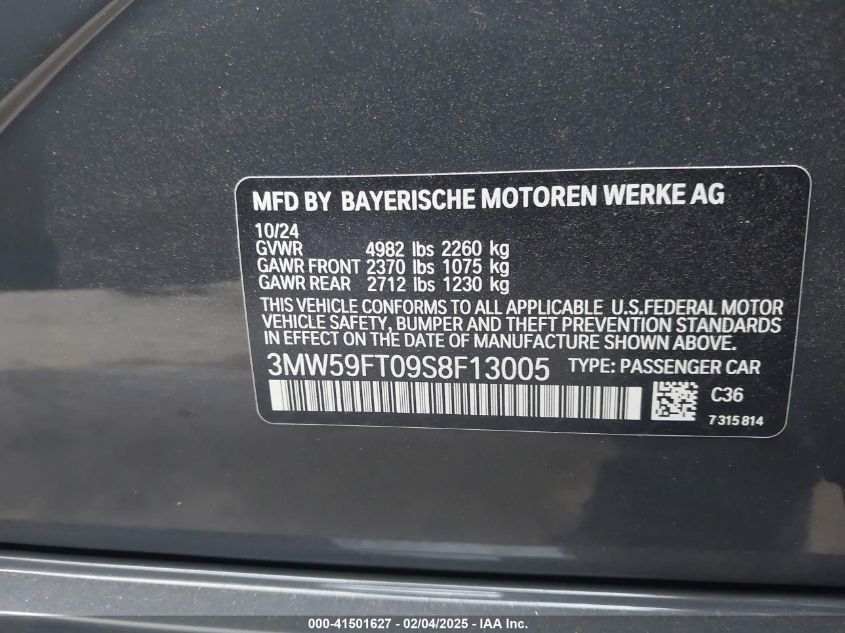 MFD BY BAYERISCHE MOTOREN WERKE AG
10/24
GVWR 4982 lbs 2260 kg
GAWR FRONT 2370 lbs 1075 kg
GAWR REAR 2712 lbs 1230 kg
THIS VEHICLE CONFORMS TO ALL APPLICABLE U.S.FEDERAL MOTOR
VEHICLE SAFETY, BUMPER AND THEFT PREVENTION STANDARDS
IN EFFECT ON THE DATE OF MANUFACTURE SHOWN ABOVE.
3MW59FT09S8F13005 TYPE: PASSENGER CAR
C36
7 315 814
000-41501627 - 02/04/2025 - IAA Inc.